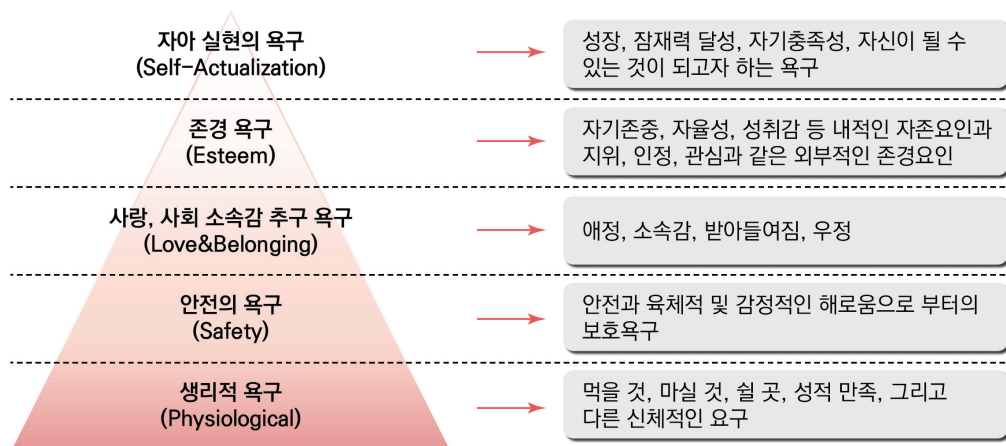 자아 실현의 욕구
(Self-Actualization)
성장, 잠재력 달성, 자기충족성, 자신이 될 수
있는 것이 되고자 하는 욕구
존경 욕구
(Esteem)
자기존중, 자율성, 성취감 등 내적인 자존요인과
지위, 인정, 관심과 같은 외부적인 존경요인
사랑, 사회 소속감 추구 욕구
(Love&Belonging)
애정, 소속감, 받아들여짐, 우정
안전의 욕구
(Safety)
안전과 육체적 및 감정적인 해로움으로 부터의
보호욕구
생리적 욕구
(Physiological)
먹을 것, 마실 것, 쉴 곳, 성적 만족, 그리고
다른 신체적인 요구